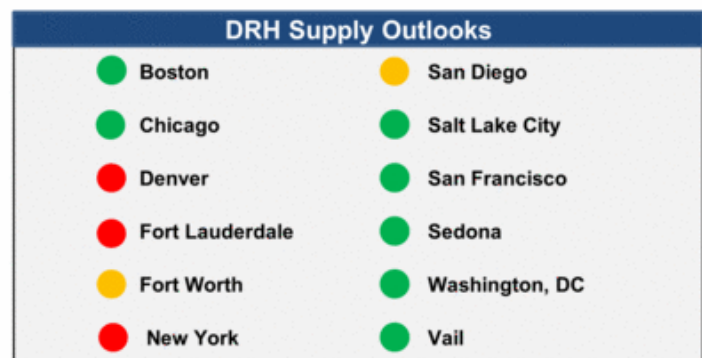 DRH Supply Outlooks
Boston
Chicago
Denver
Fort Lauderdale
Fort Worth
New York
San Diego
Salt Lake City
San Francisco
Sedona
Washington, DC
Vail